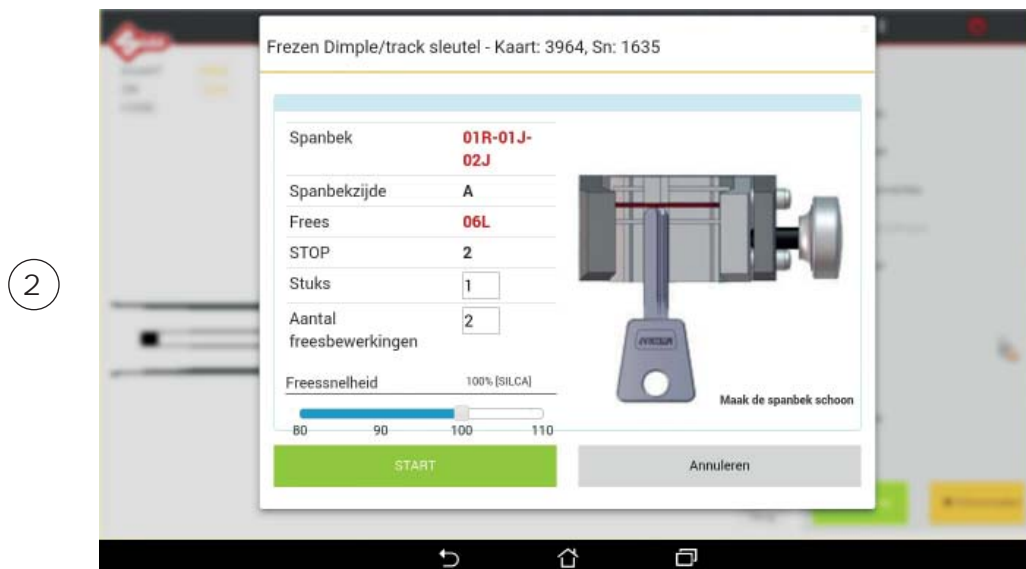 Frezen Dimple/track sleutel - Kaart: 3964, Sn: 1635
Spanbek 01R-01J-
02J
Spanbekzijde A
Frees 06L
STOP 2
Stuks 1
Aantal 2
freesbewerkingen
Freessnelheid 100% [SILCA]
80 90 100 110
Maak de spanbek schoon
START Annuleren
2